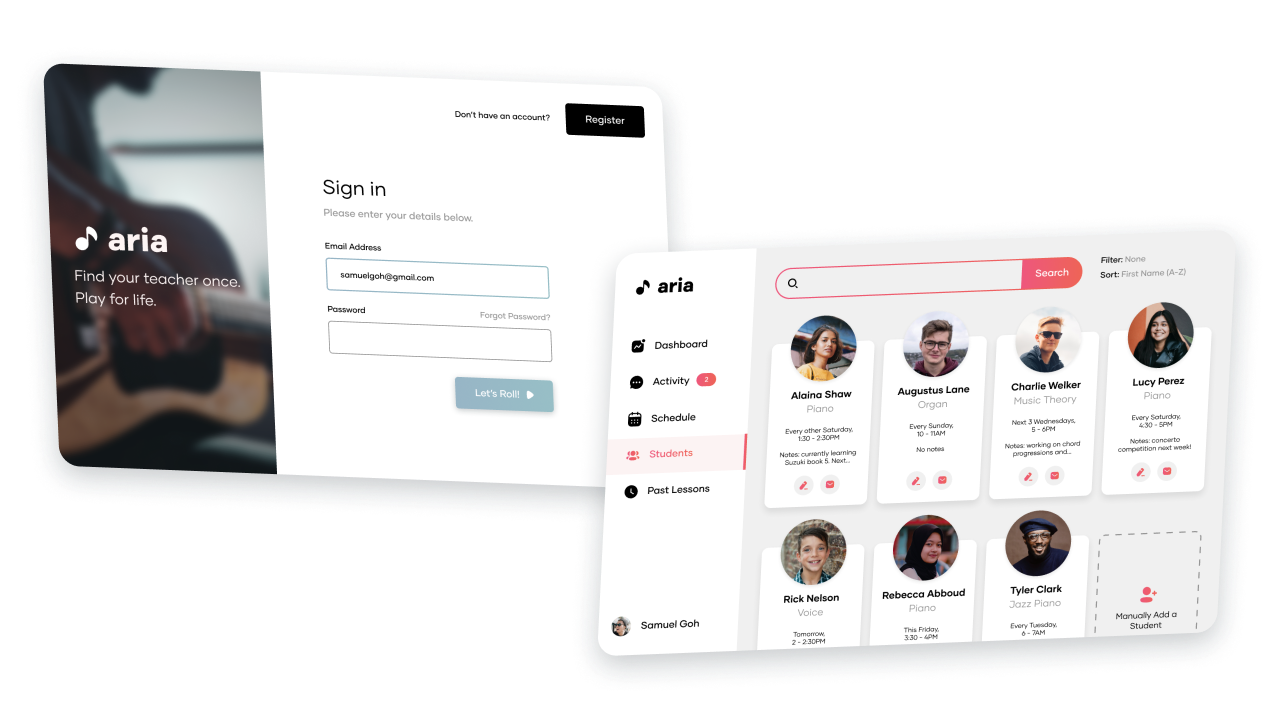 Don't have an account?
Register
aria
Find your teacher once.
Play for life.
Sign in
Please enter your details below.
Email Address
samuelgoh@gmail.com
Password
Forgot Password?
Let's Roll!
aria
Dashboard
Activity
2
Schedule
Students
Past Lessons
Samuel Goh
Search
Filter: None
Sort: First Name (A-Z)
Alaina Shaw
Piano
Every other Saturday,
1:30 - 2:30PM
Notes: currently learning
Suzuki book 5. Next...
Augustus Lane
Organ
Every Sunday,
10 - 11AM
No notes
Charlie Welker
Music Theory
Next 3 Wednesdays,
5 - 6PM
Notes: working on chord
progressions and...
Lucy Perez
Piano
Every Saturday,
4:30 - 5PM
Notes: concerto
competition next week!
Rick Nelson
Voice
Tomorrow,
2 - 2:30PM
Rebecca Abboud
Piano
This Friday,
3:30 - 4PM
Tyler Clark
Jazz Piano
Every Tuesday,
6 - 7AM
Manually Add a
Student